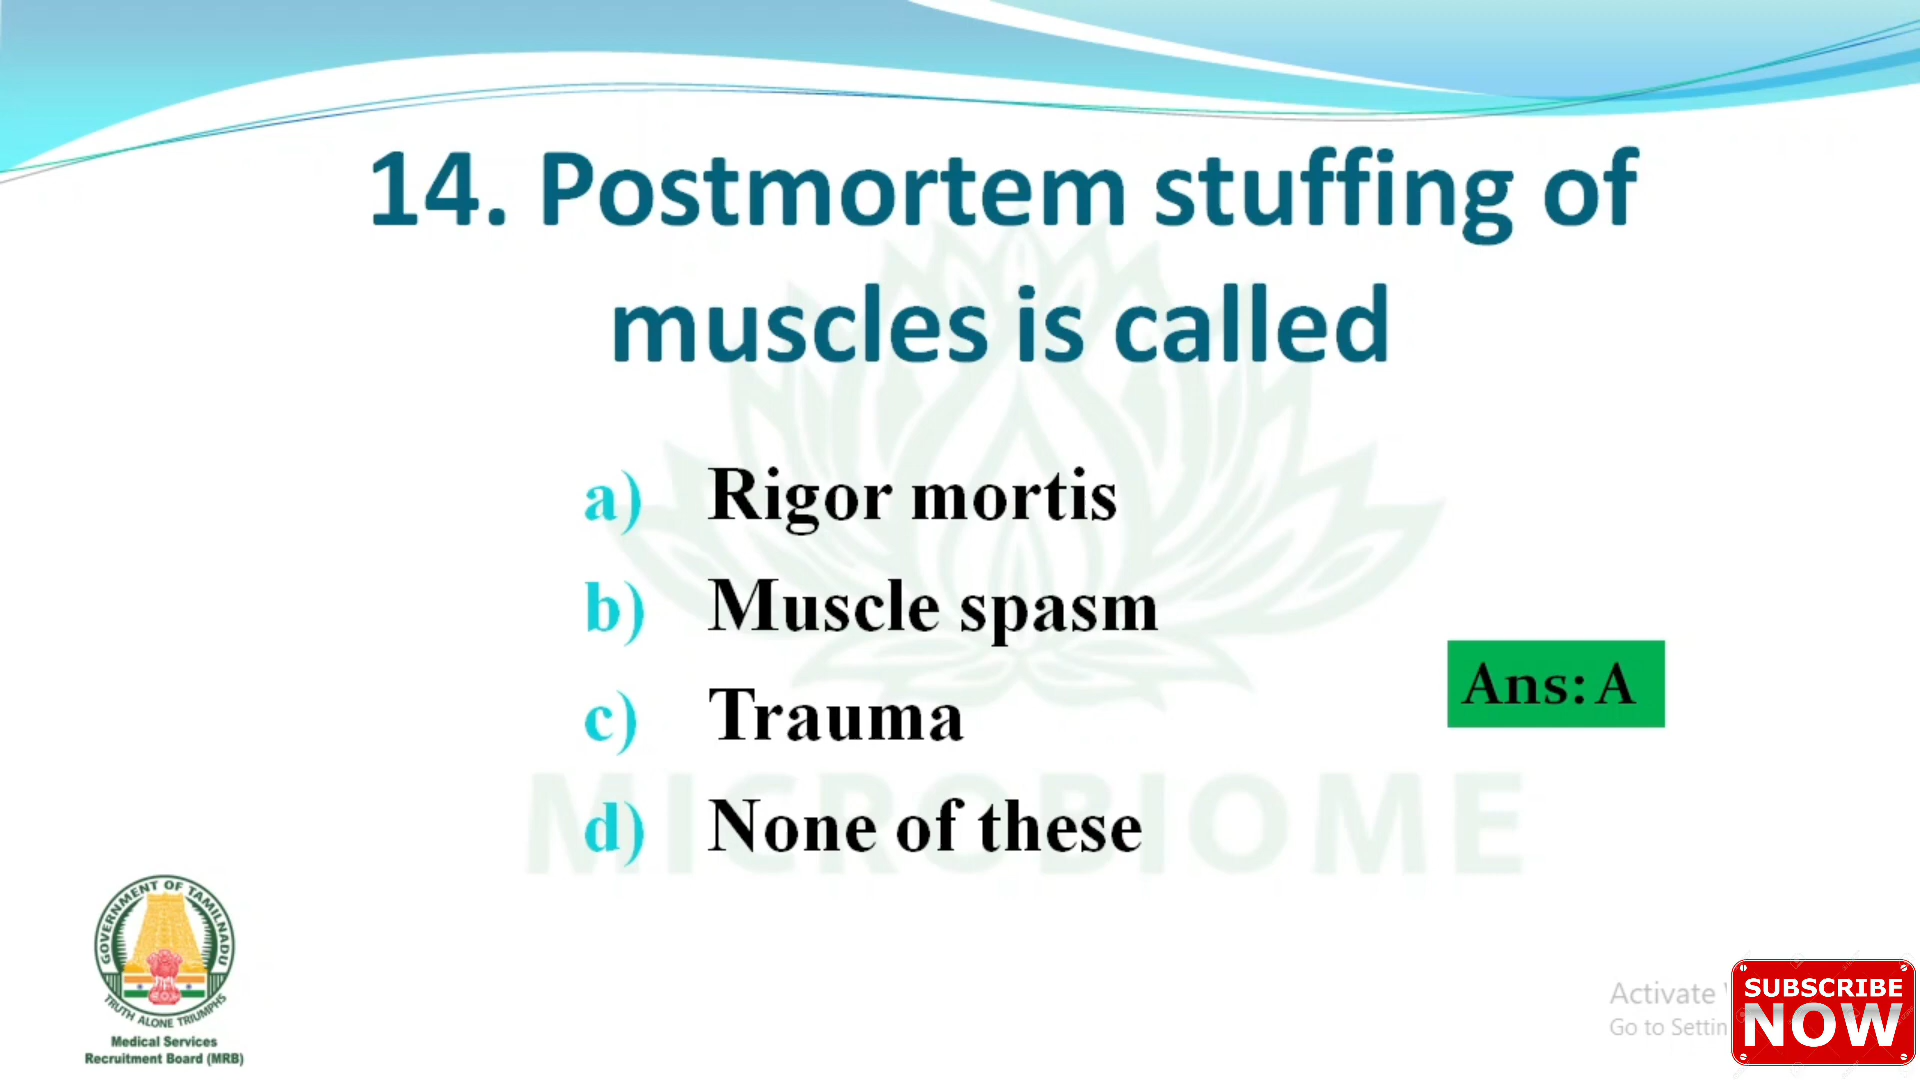 14. Postmortem stuffing of
muscles is called
a) Rigor mortis
b) Muscle spasm
c) Trauma
Ans: A
d) None of these
MICROBIOME
GOVERNMENT OF TAMILNADU
TRUTH ALONE TRIUMPHS
Medical Services
Recruitment Board (MRB)
Activate
Go to Settin
SUBSCRIBE
NOW